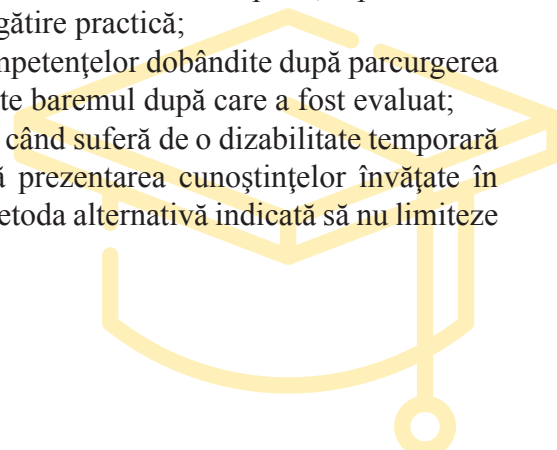 gătire practică;
mpetenţelor dobândite după parcurgerea
te baremul după care a fost evaluat;
când suferă de o dizabilitate temporară
ă prezentarea cunoştinţelor învăţate în
etoda alternativă indicată să nu limiteze